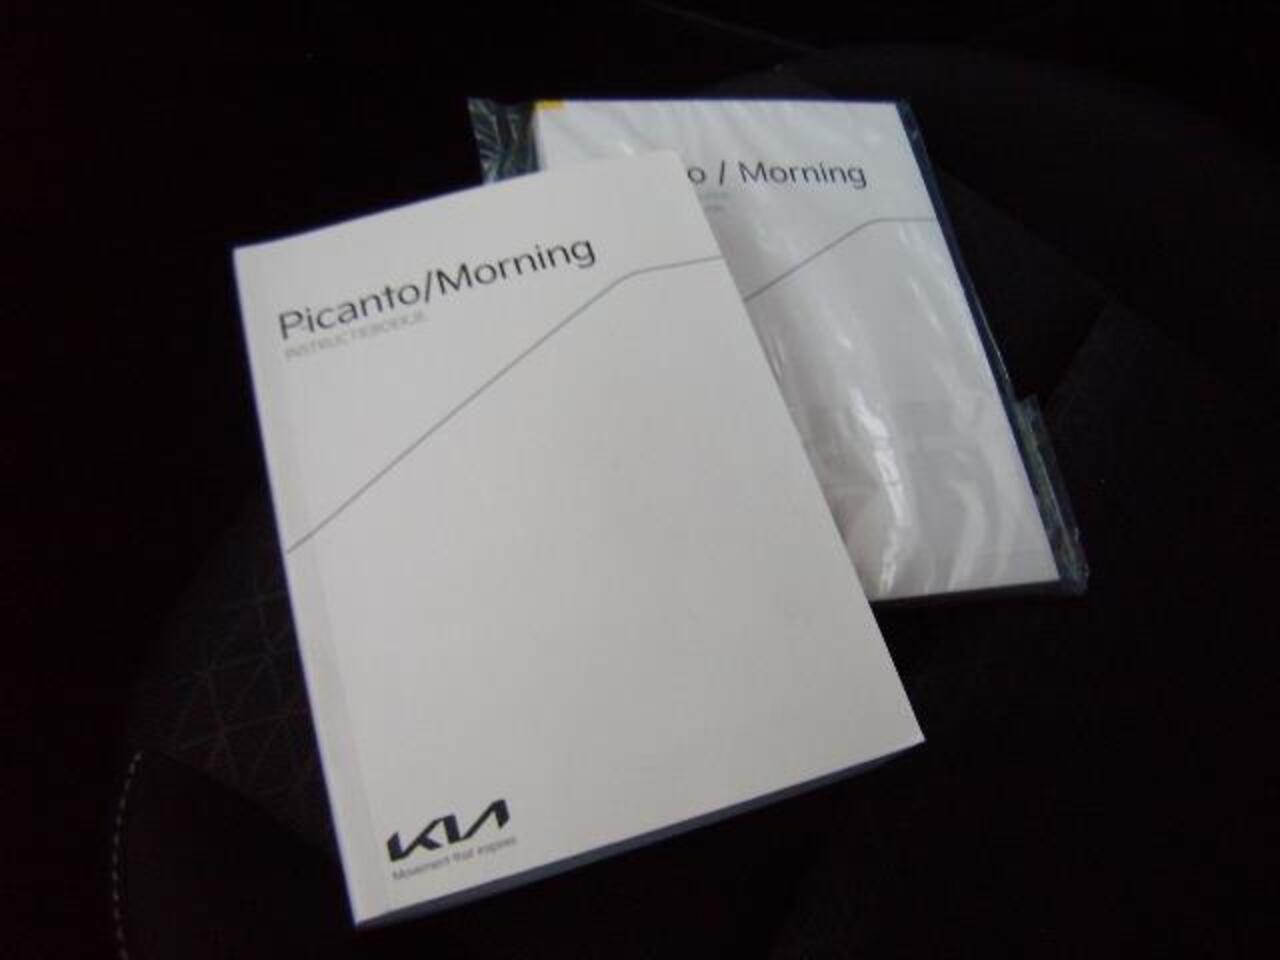 Picanto/Morning
INSTRUCTIEBOEKJE
KIA
Movement that inspires
o / Morning